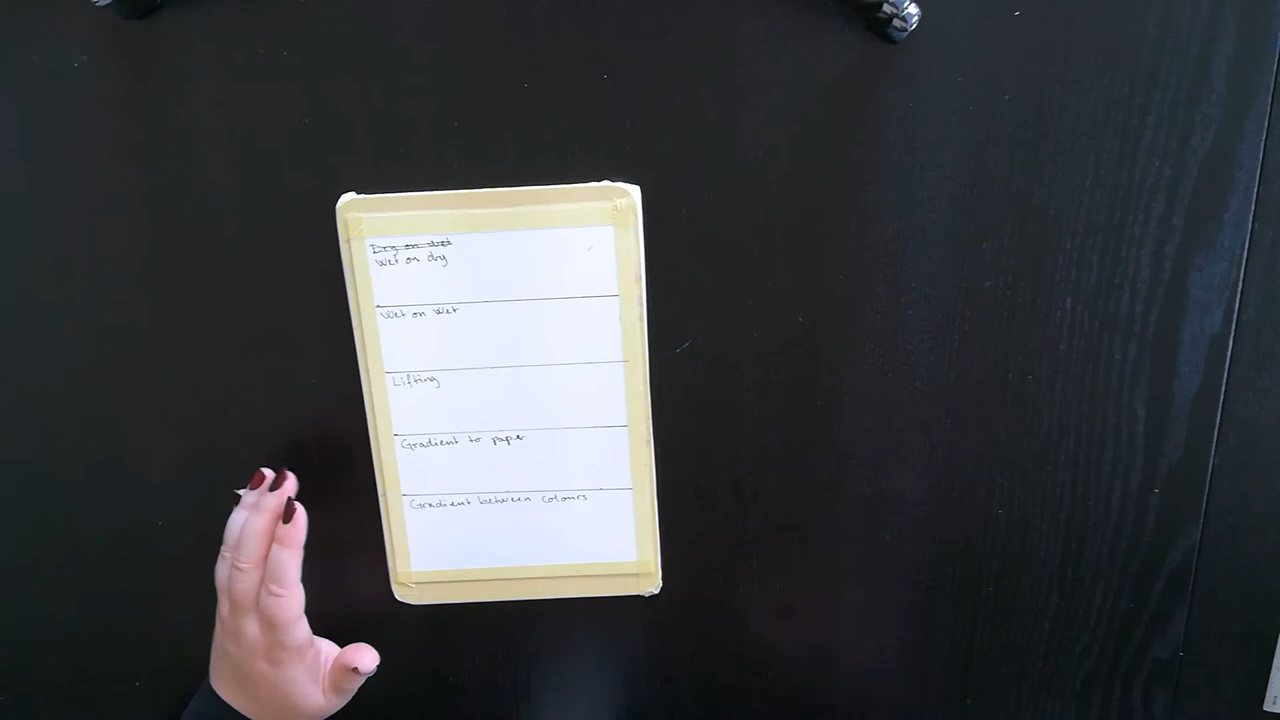 Dry on wet
Wet on dry
Wet on Wet
Lifting
Gradient to paper
Gradient between colours